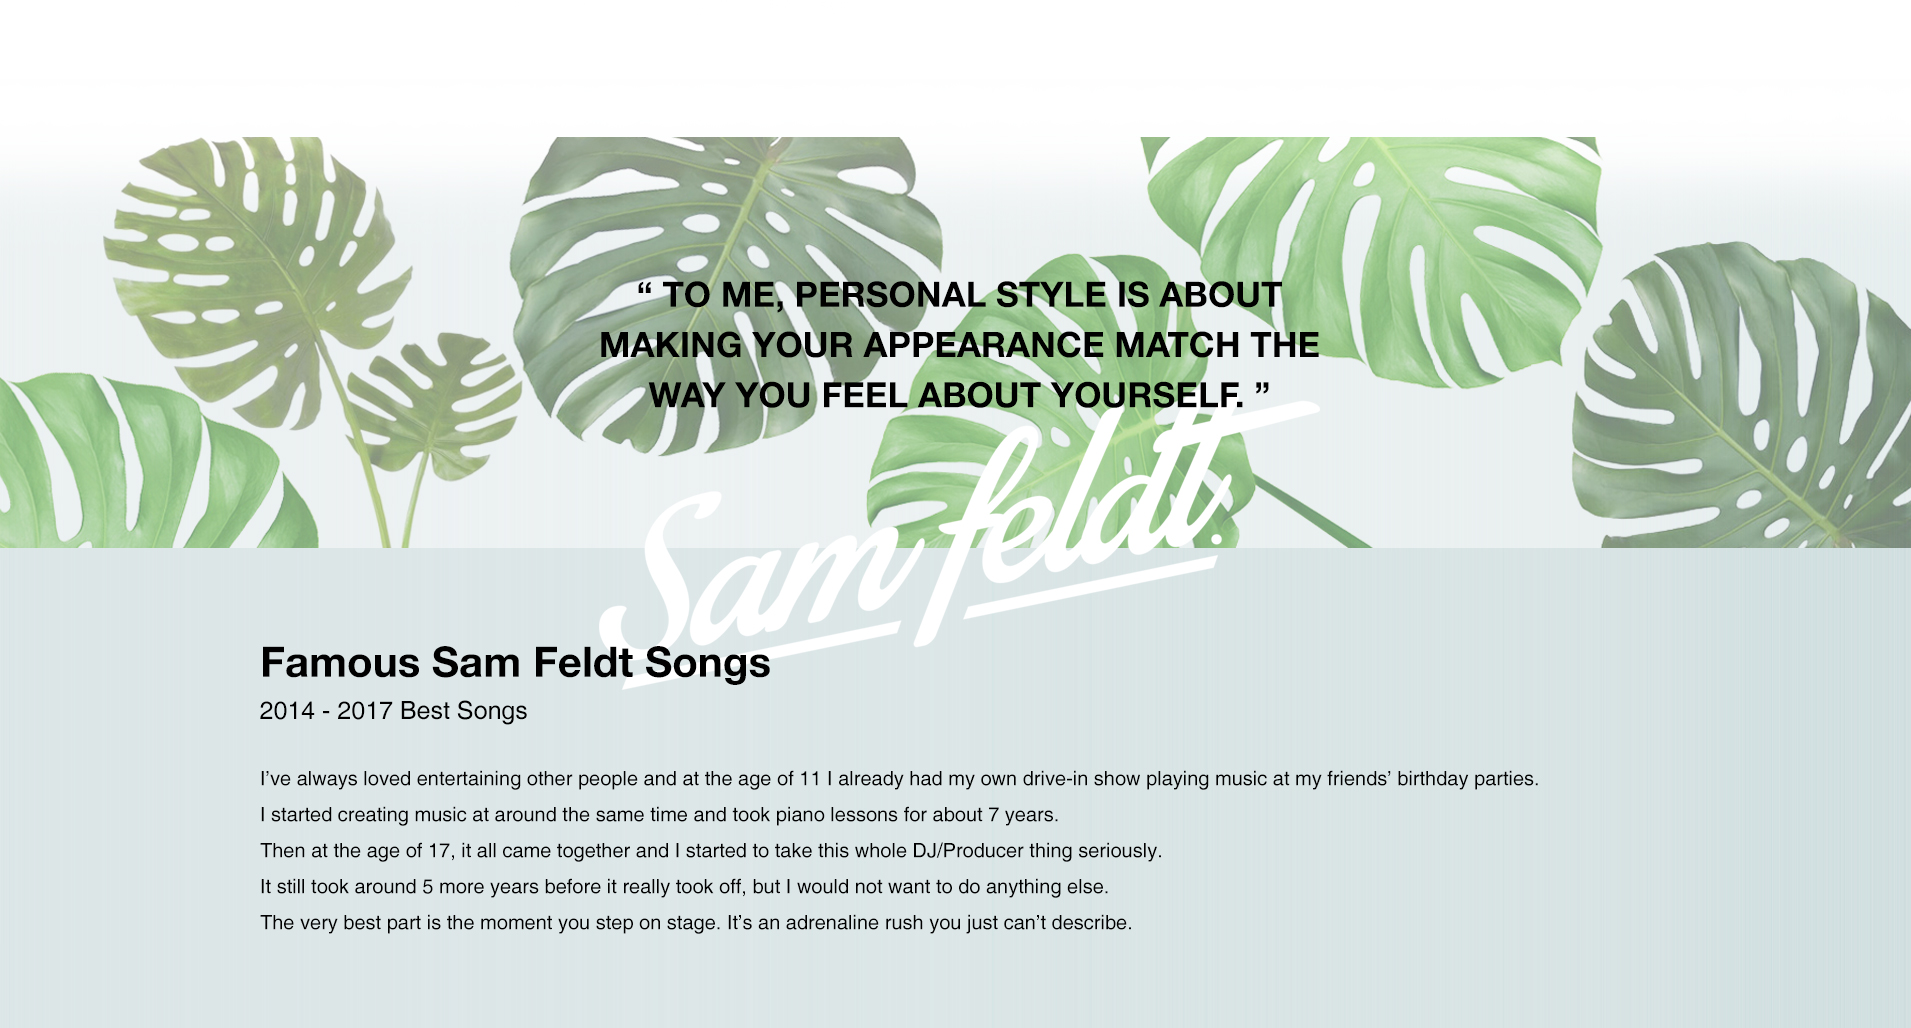 “ TO ME, PERSONAL STYLE IS ABOUT
MAKING YOUR APPEARANCE MATCH THE
WAY YOU FEEL ABOUT YOURSELF. ”
Sam feldt.
Famous Sam Feldt Songs
2014 - 2017 Best Songs
I’ve always loved entertaining other people and at the age of 11 I already had my own drive-in show playing music at my friends’ birthday parties.
I started creating music at around the same time and took piano lessons for about 7 years.
Then at the age of 17, it all came together and I started to take this whole DJ/Producer thing seriously.
It still took around 5 more years before it really took off, but I would not want to do anything else.
The very best part is the moment you step on stage. It’s an adrenaline rush you just can’t describe.